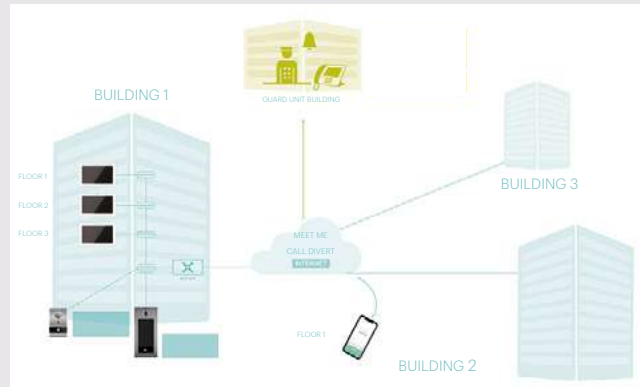 BUILDING 1
GUARD UNIT BUILDING
FLOOR 1
FLOOR 2
FLOOR 3
BUILDING 3
MEET ME
CALL DIVERT
INTERNET
FLOOR 1
BUILDING 2